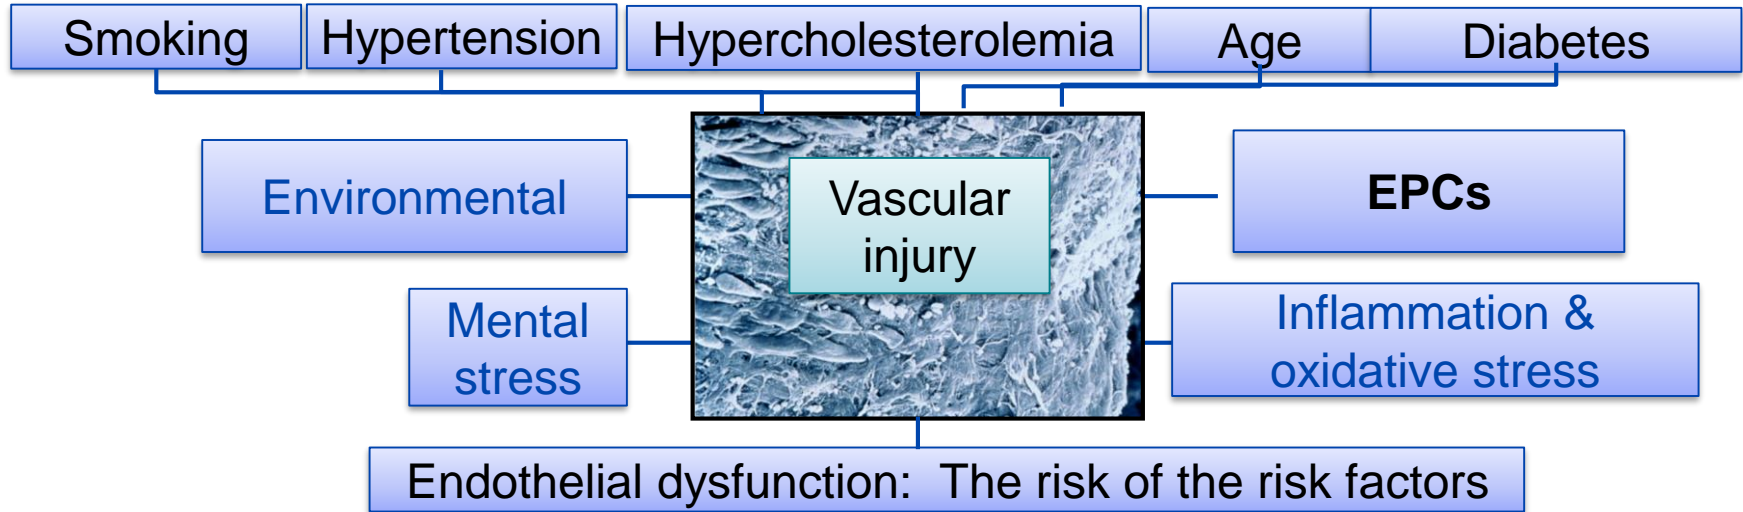 Smoking
Hypertension
Hypercholesterolemia
Age
Diabetes
Environmental
Vascular
injury
EPCs
Mental
stress
Inflammation &
oxidative stress
Endothelial dysfunction: The risk of the risk factors